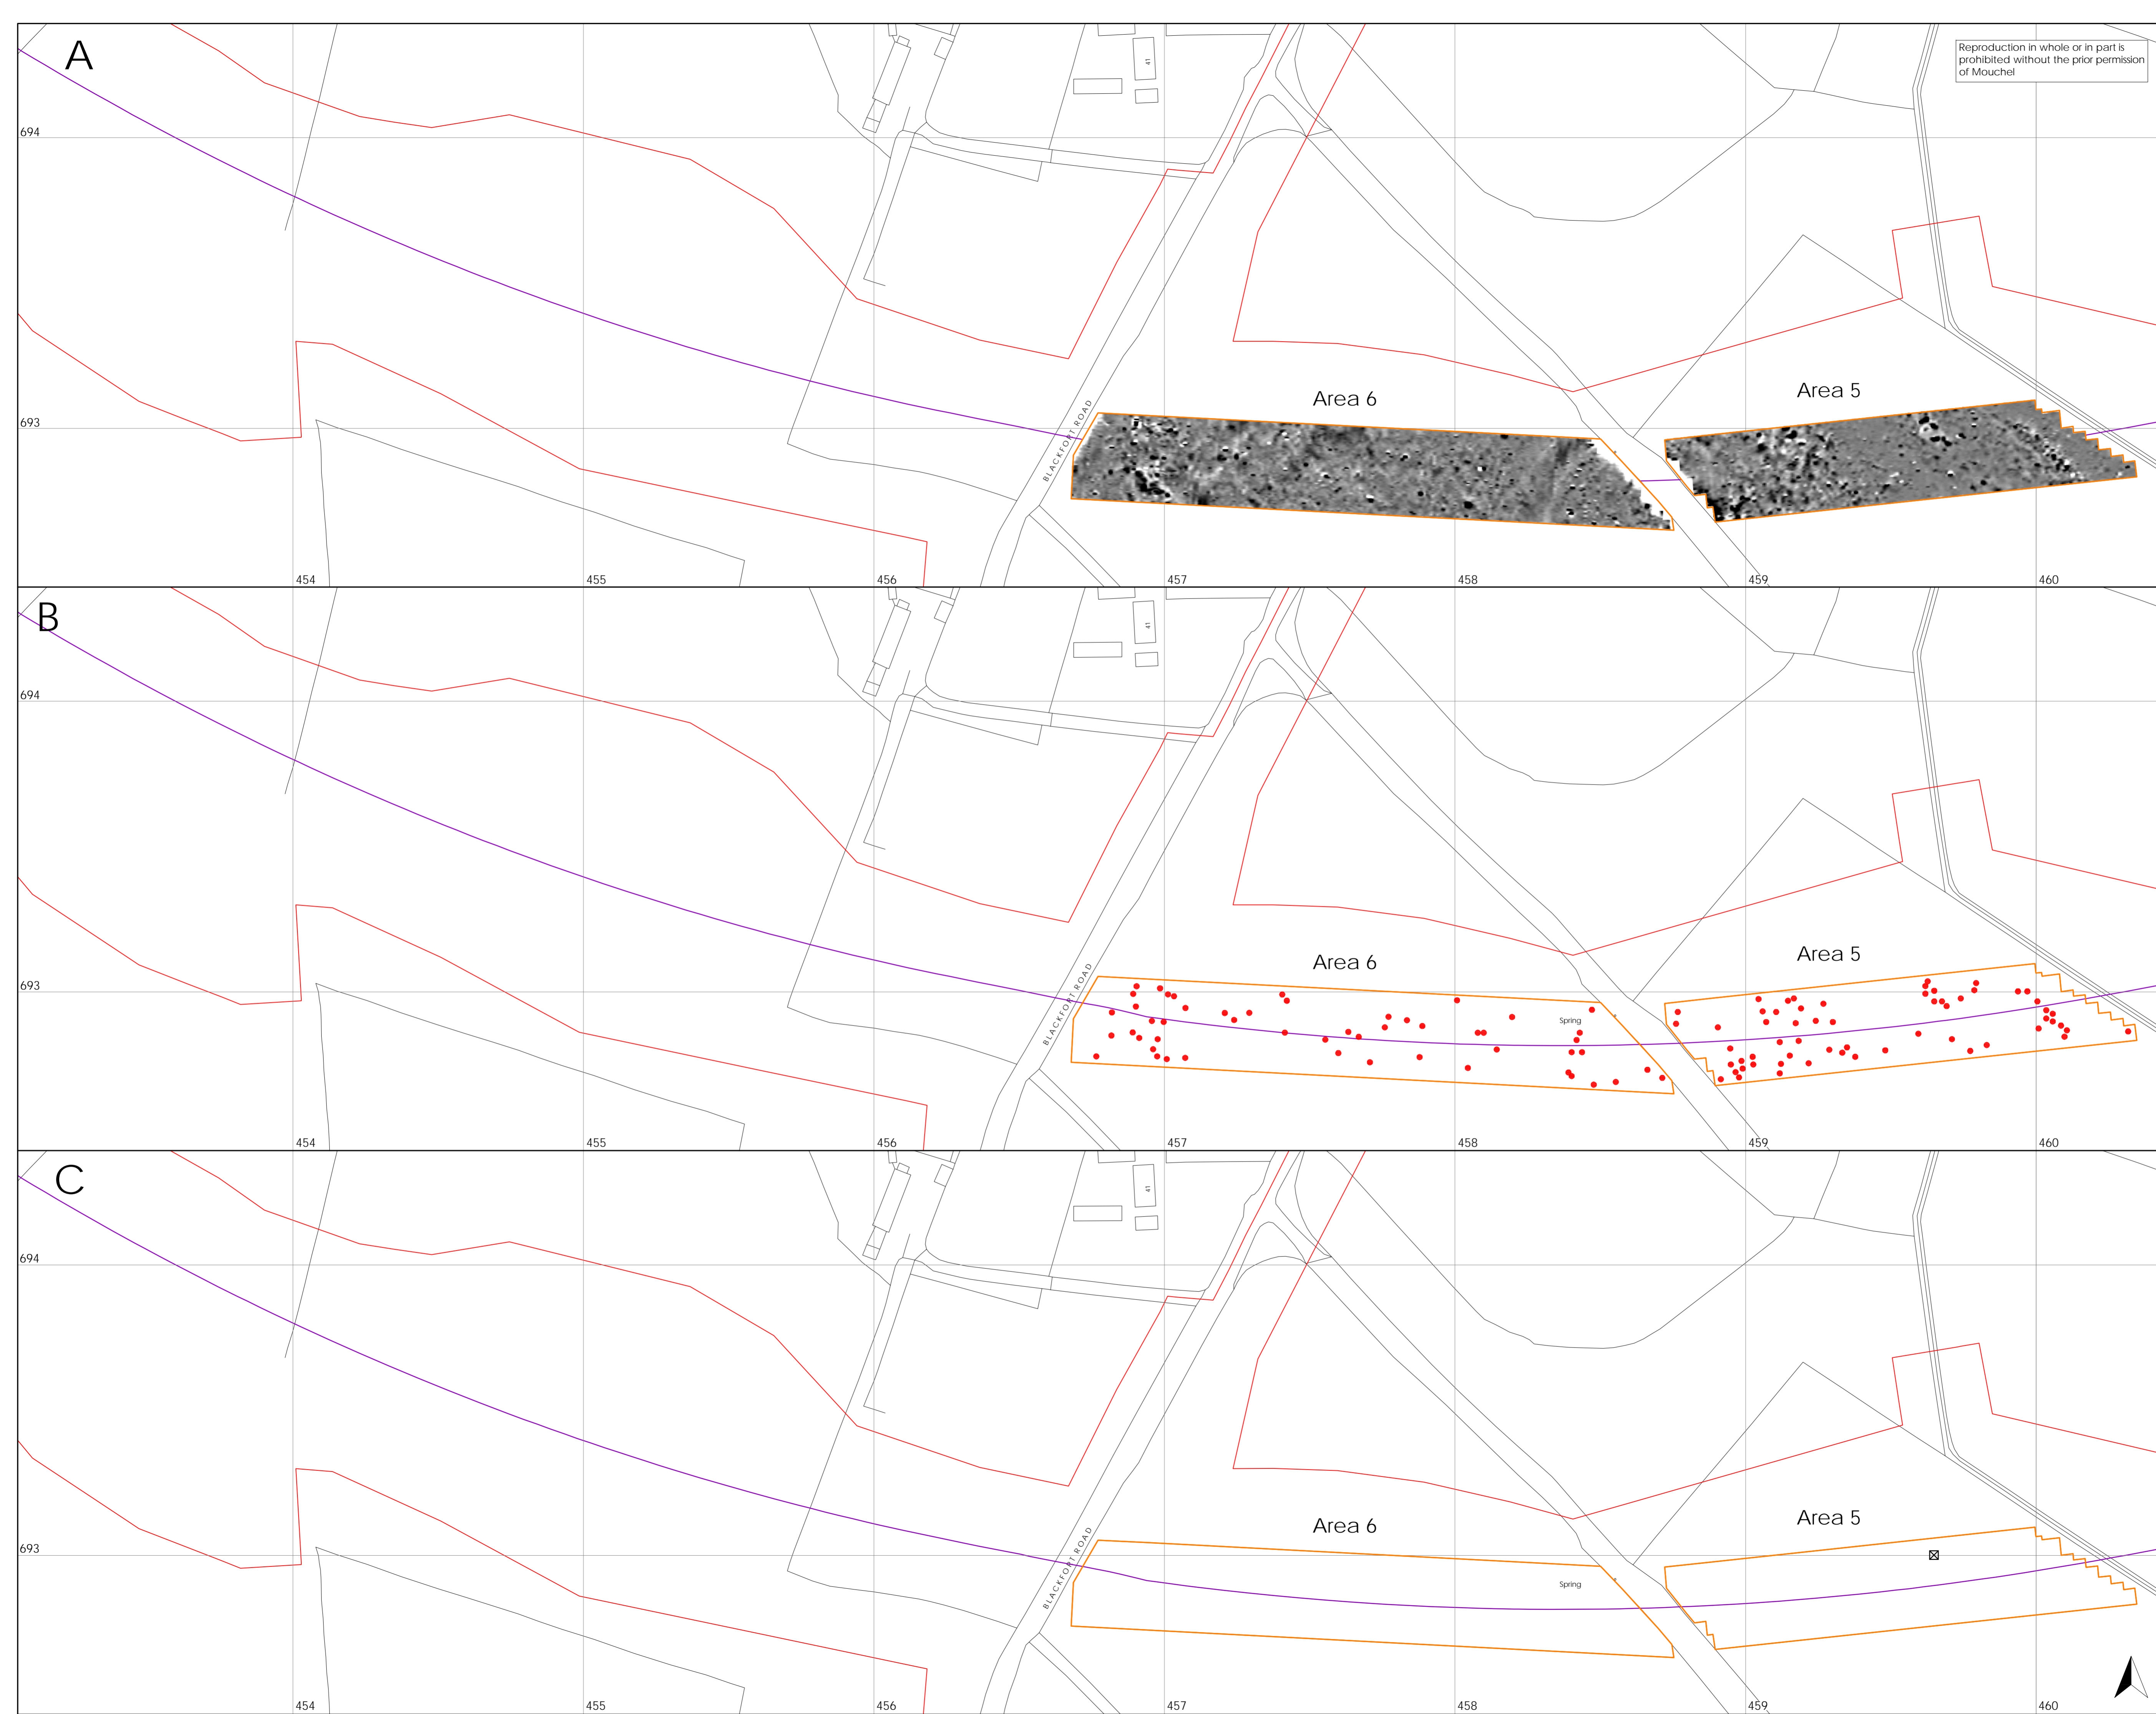 A
Reproduction in whole or in part is
prohibited without the prior permission
of Mouchel
41
694
Area 5
Area 6
693
BLACKFORT ROAD
454 455 456 457 458 459 460
B
41
694
Area 5
Area 6
693
BLACKFORT ROAD
Spring
454 455 456 457 458 459 460
C
41
694
Area 5
Area 6
693
BLACKFORT ROAD
Spring
454 455 456 457 458 459 460